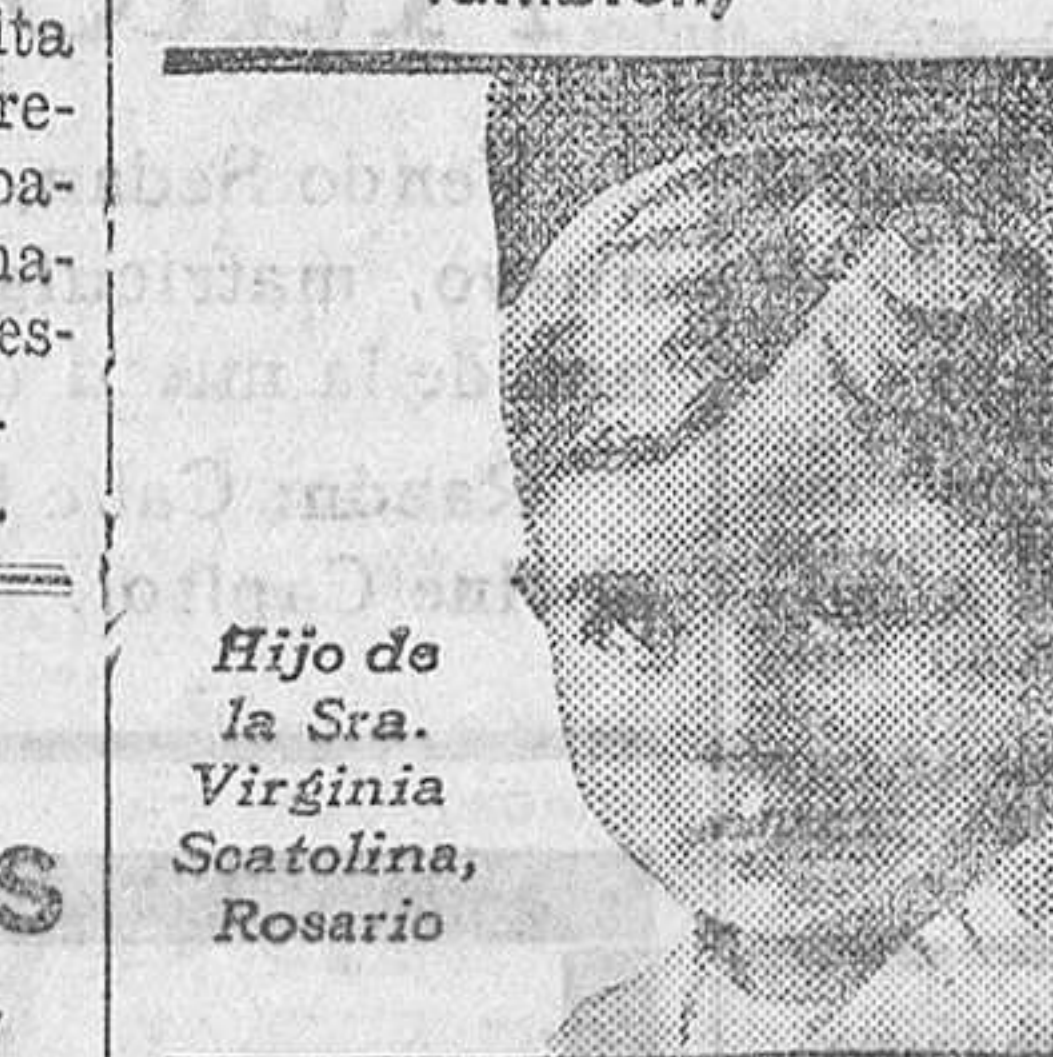 ita
re-
pa-
na-
es-
S
Hijo de
la Sra.
Virginia
Scatolina,
Rosario